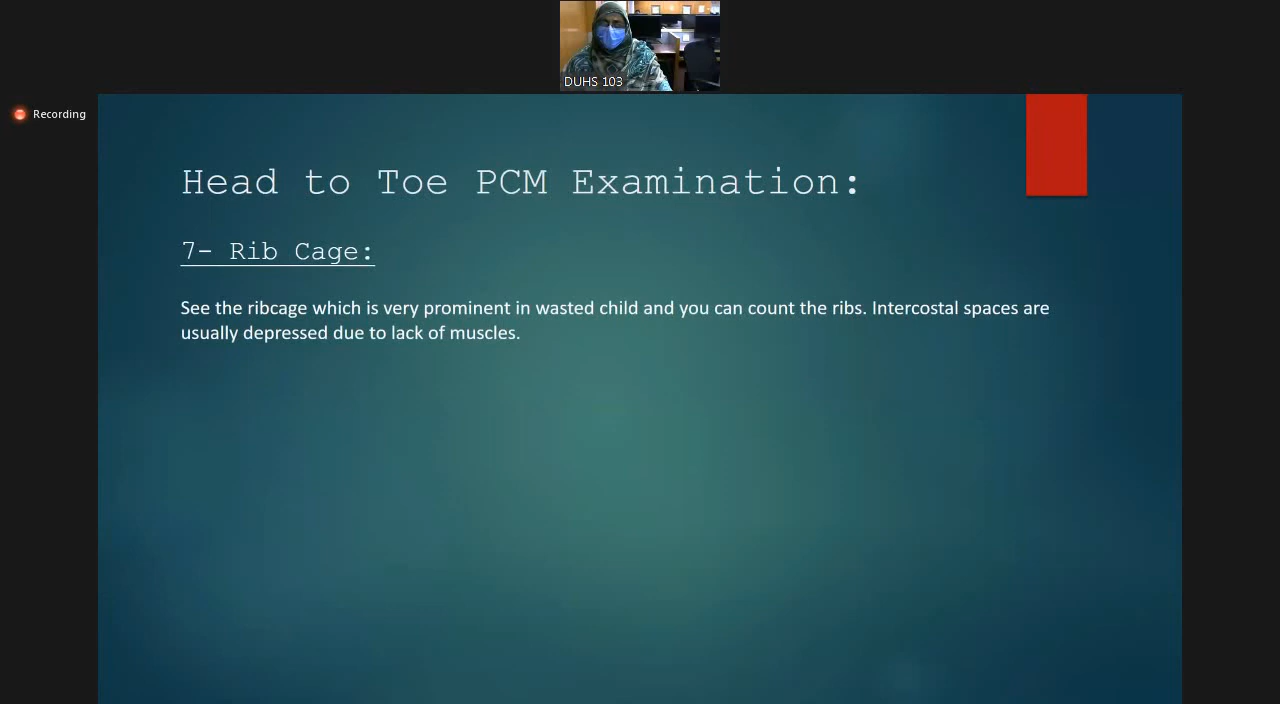 DUHS 103
Recording
Head to Toe PCM Examination:
7- Rib Cage:
See the ribcage which is very prominent in wasted child and you can count the ribs. Intercostal spaces are
usually depressed due to lack of muscles.